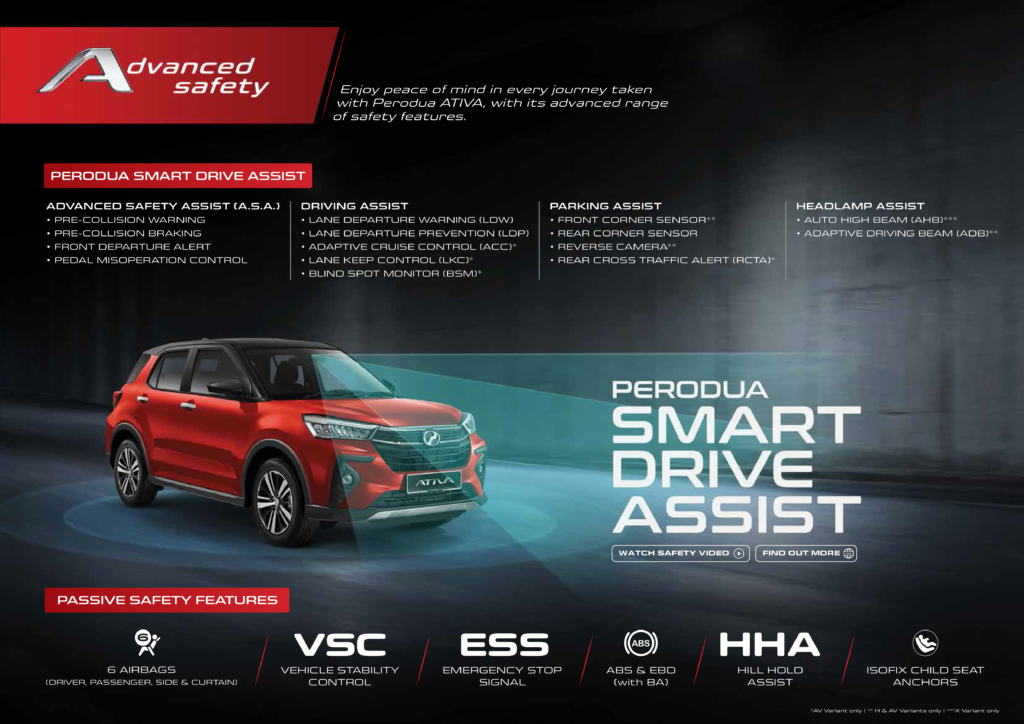 Advanced
safety
Enjoy peace of mind in every journey taken
with Perodua ATIVA, with its advanced range
of safety features.
PERODUA SMART DRIVE ASSIST
ADVANCED SAFETY ASSIST (A.S.A.)
• PRE-COLLISION WARNING
• PRE-COLLISION BRAKING
• FRONT DEPARTURE ALERT
• PEDAL MISOPERATION CONTROL
DRIVING ASSIST
• LANE DEPARTURE WARNING (LDW)
• LANE DEPARTURE PREVENTION (LDP)
• ADAPTIVE CRUISE CONTROL (ACC)*
• LANE KEEP CONTROL (LKC)*
• BLIND SPOT MONITOR (BSM)*
PARKING ASSIST
• FRONT CORNER SENSOR**
• REAR CORNER SENSOR
• REVERSE CAMERA**
• REAR CROSS TRAFFIC ALERT (RCTA)*
HEADLAMP ASSIST
• AUTO HIGH BEAM (AHB)***
• ADAPTIVE DRIVING BEAM (ADB)**
ATIVA
PERODUA
SMART
DRIVE
ASSIST
WATCH SAFETY VIDEO
FIND OUT MORE
PASSIVE SAFETY FEATURES
6
6 AIRBAGS
(DRIVER, PASSENGER, SIDE & CURTAIN)
VSC
VEHICLE STABILITY
CONTROL
ESS
EMERGENCY STOP
SIGNAL
ABS
ABS & EBD
(with BA)
HHA
HILL HOLD
ASSIST
ISOFIX CHILD SEAT
ANCHORS
*AV Variant only | ** H & AV Variants only | ***X Variant only